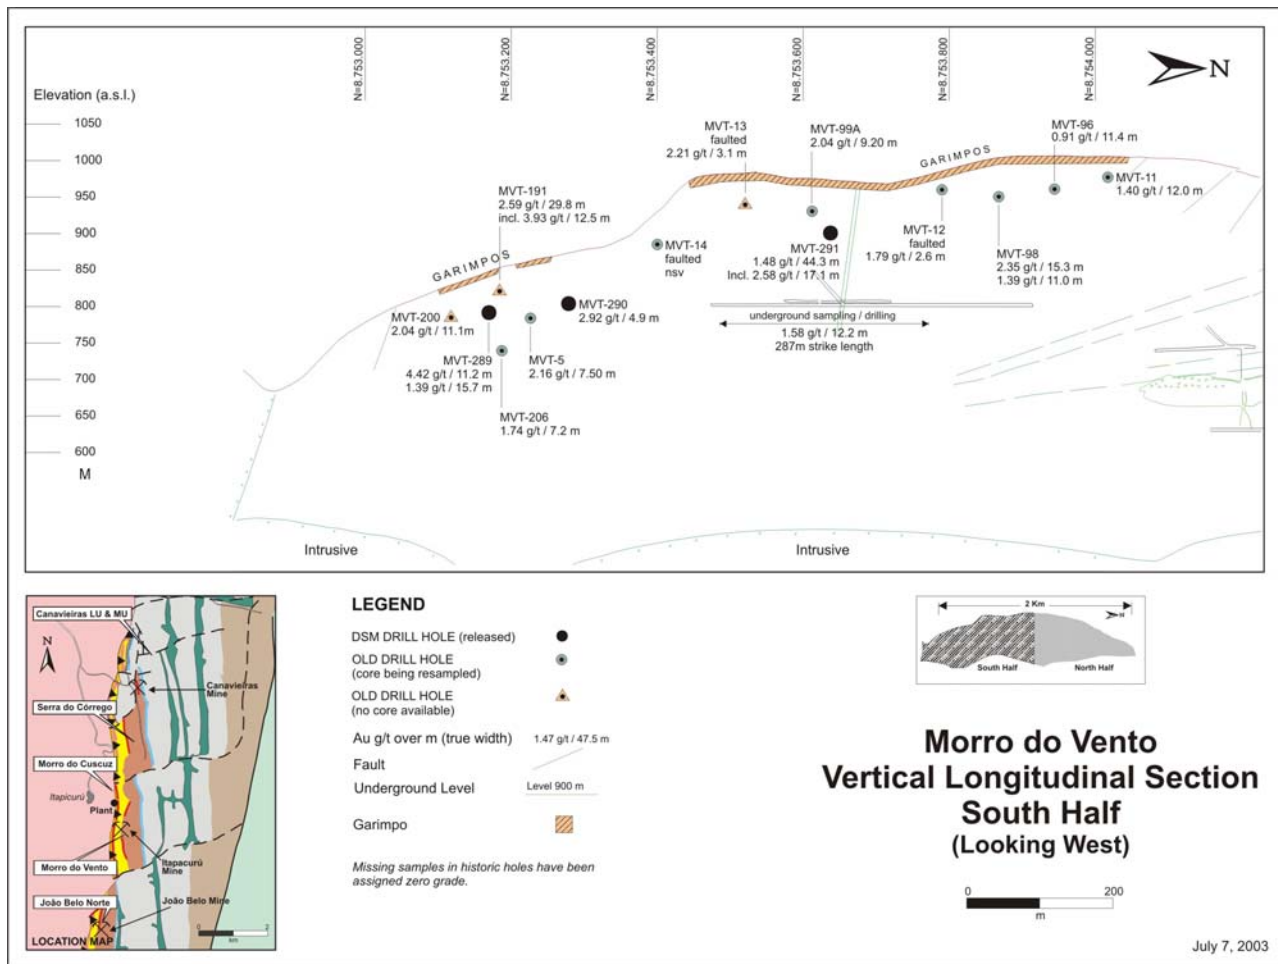 N=8.753.000
N=8.753.200
N=8.753.400
N=8.753.600
N=8.753.800
N=8.754.000
N
Elevation (a.s.l.)
1050
1000
950
900
850
800
750
700
650
600
M
MVT-13
faulted
2.21 g/t / 3.1 m
MVT-99A
2.04 g/t / 9.20 m
GARIMPOS
MVT-96
0.91 g/t / 11.4 m
MVT-11
1.40 g/t / 12.0 m
MVT-191
2.59 g/t / 29.8 m
incl. 3.93 g/t / 12.5 m
GARIMPOS
MVT-14
faulted
nsv
MVT-291
1.48 g/t / 44.3 m
Incl. 2.58 g/t / 17.1 m
MVT-12
faulted
1.79 g/t / 2.6 m
MVT-98
2.35 g/t / 15.3 m
1.39 g/t / 11.0 m
MVT-200
2.04 g/t / 11.1m
MVT-290
2.92 g/t / 4.9 m
underground sampling / drilling
1.58 g/t / 12.2 m
287m strike length
MVT-289
4.42 g/t / 11.2 m
1.39 g/t / 15.7 m
MVT-5
2.16 g/t / 7.50 m
MVT-206
1.74 g/t / 7.2 m
Intrusive
Intrusive
Canavieiras LU & MU
N
Canavieiras
Mine
Serra do Córrego
Morro do Cuscuz
Itapicurú
Plant
Morro do Vento
Itapacurú
Mine
João Belo Norte
João Belo Mine
LOCATION MAP
0
2
km
LEGEND
DSM DRILL HOLE (released)
OLD DRILL HOLE
(core being resampled)
OLD DRILL HOLE
(no core available)
Au g/t over m (true width)
1.47 g/t / 47.5 m
Fault
Underground Level
Level 900 m
Garimpo
Missing samples in historic holes have been
assigned zero grade.
2 Km
N
South Half
North Half
Morro do Vento
Vertical Longitudinal Section
South Half
(Looking West)
0
200
m
July 7, 2003